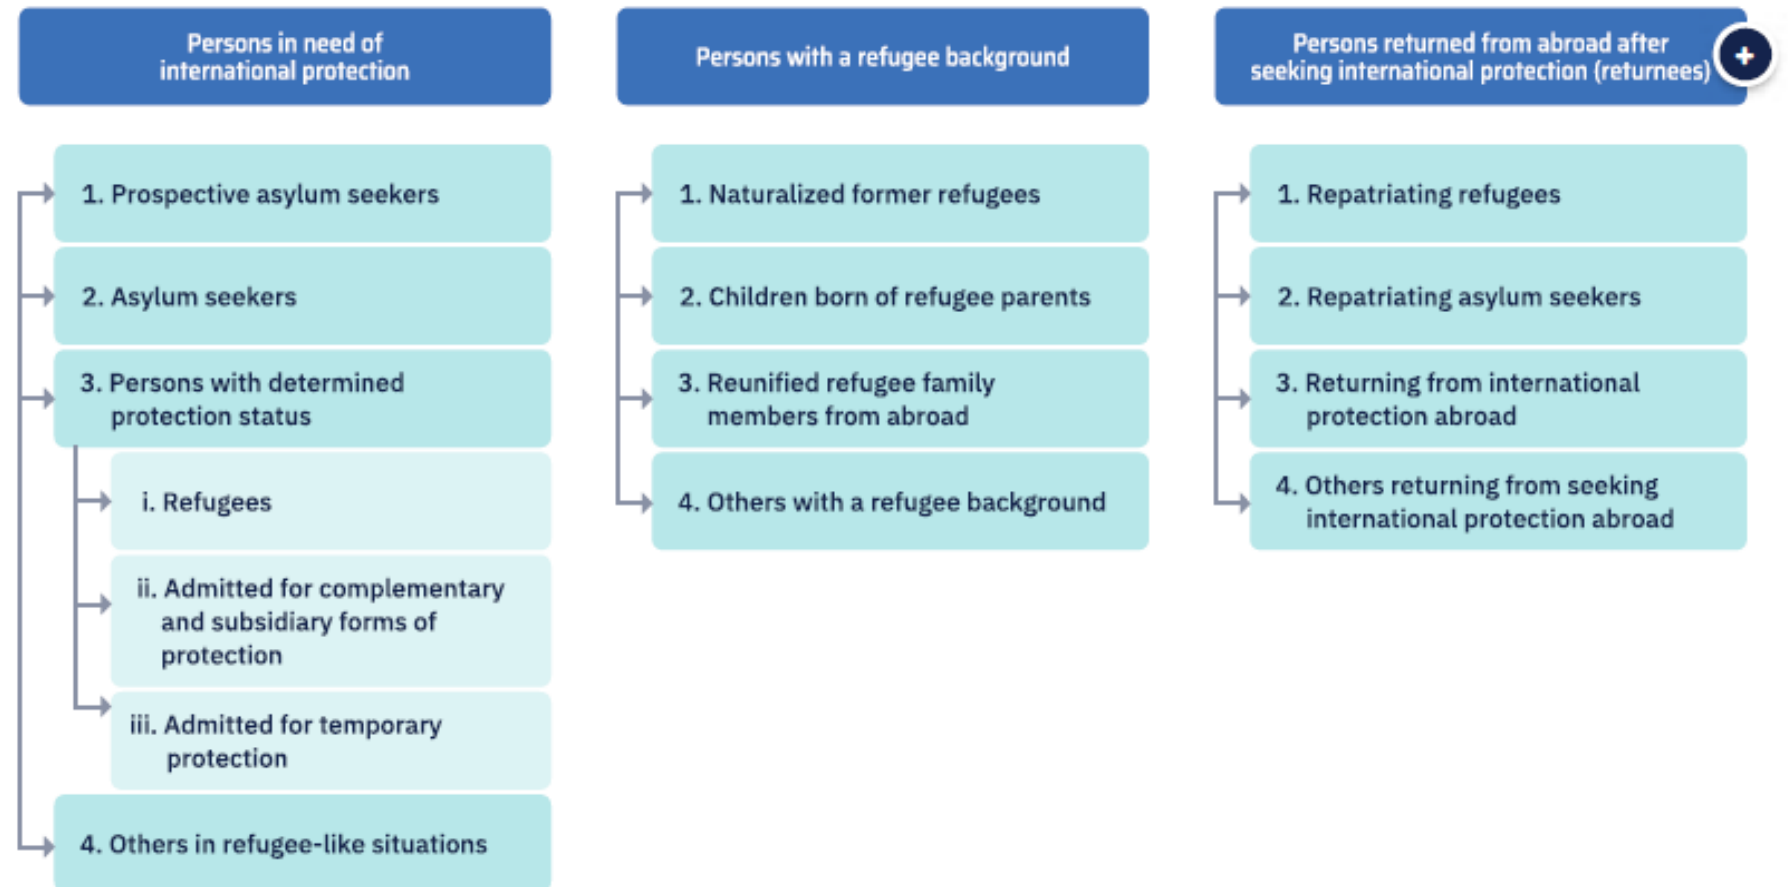 Persons in need of
international protection
1. Prospective asylum seekers
2. Asylum seekers
3. Persons with determined
protection status
i. Refugees
ii. Admitted for complementary
and subsidiary forms of
protection
iii. Admitted for temporary
protection
4. Others in refugee-like situations
Persons with a refugee background
1. Naturalized former refugees
2. Children born of refugee parents
3. Reunified refugee family
members from abroad
4. Others with a refugee background
Persons returned from abroad after
seeking international protection (returnees)
1. Repatriating refugees
2. Repatriating asylum seekers
3. Returning from international
protection abroad
4. Others returning from seeking
international protection abroad